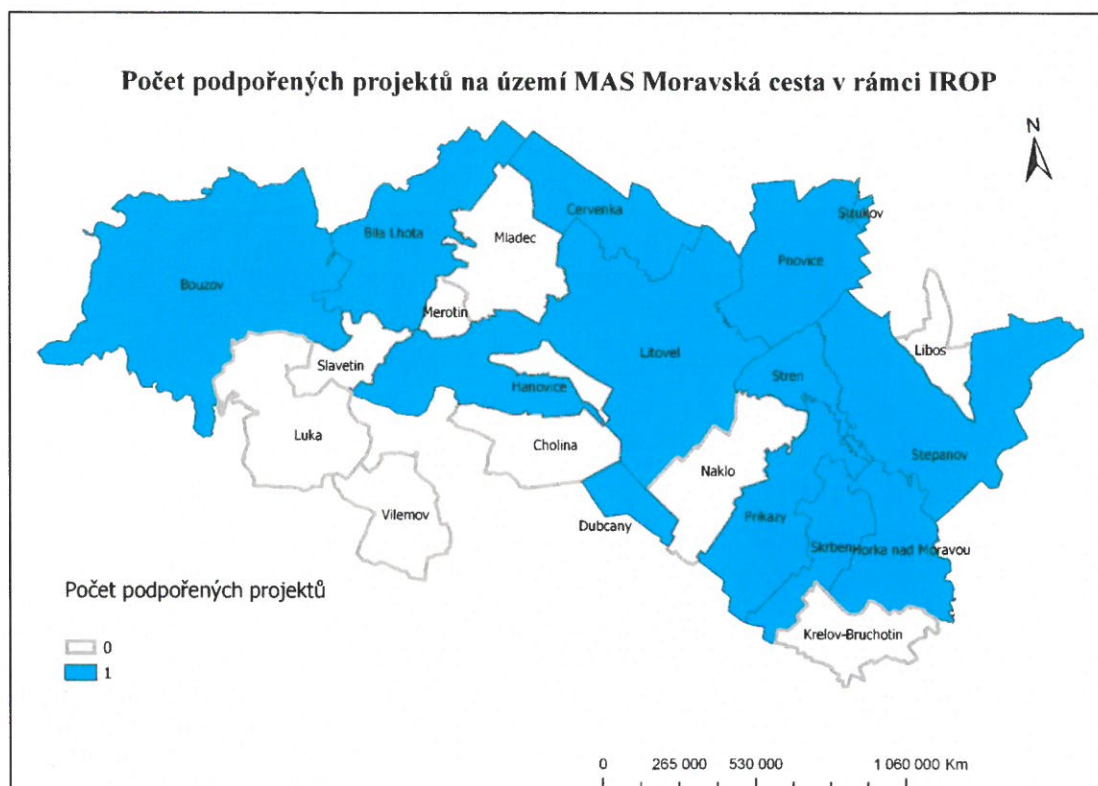 Počet podpořených projektů na území MAS Moravská cesta v rámci IROP
N
Cervenka
Sizukov
Bila Lhota
Mladec
Pnovice
Bouzov
Merotin
Libos
Litovel
Slavetin
Stren
Hanovice
Luka
Cholina
Stepanov
Naklo
Vilemov
Prikazy
Dubcany
Skrben
Horka nad Moravou
Počet podpořených projektů
Krelov-Bruchotin
0
1
0 265 000 530 000 1 060 000 Km